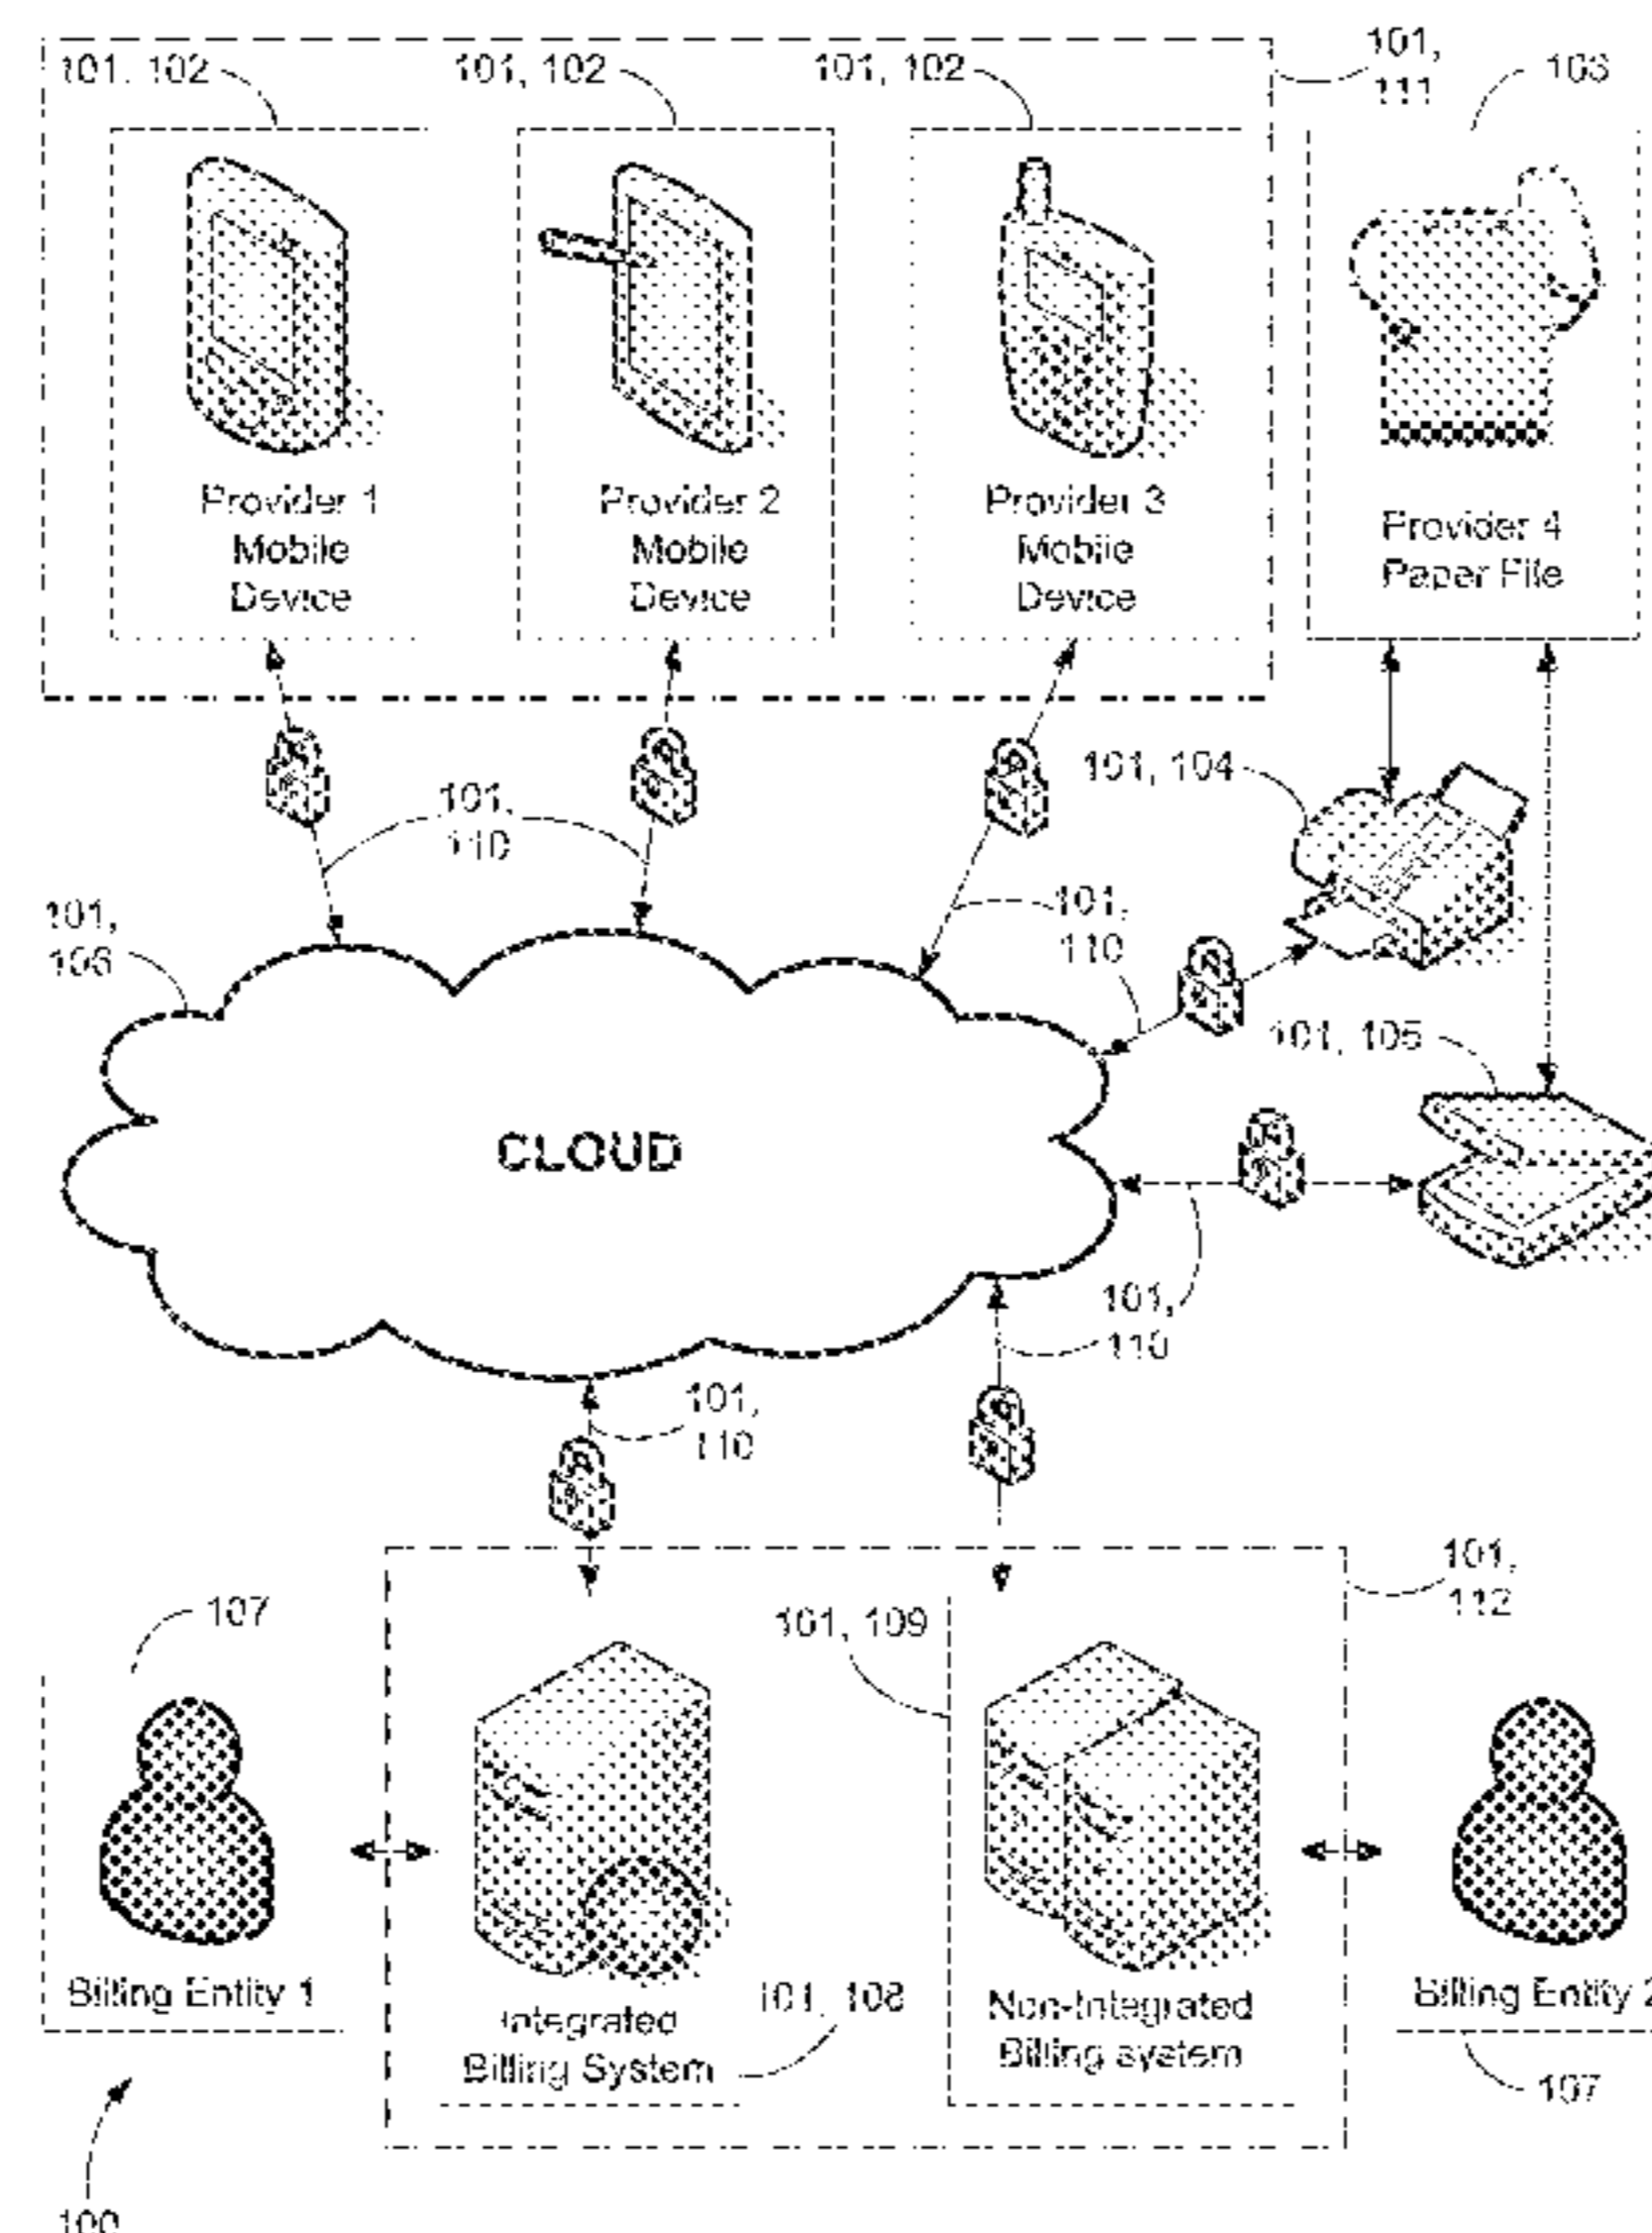 101, 102
101, 102
101, 102
101,
111
103
Provider 1
Mobile
Device
Provider 2
Mobile
Device
Provider 3
Mobile
Device
Provider 4
Paper File
101,
110
101, 104
101,
106
101,
110
101, 105
CLOUD
101,
110
101,
110
101,
112
107
101, 109
Billing Entity 1
Integrated
Billing System
101, 108
Non-Integrated
Billing system
Billing Entity 2
107
100